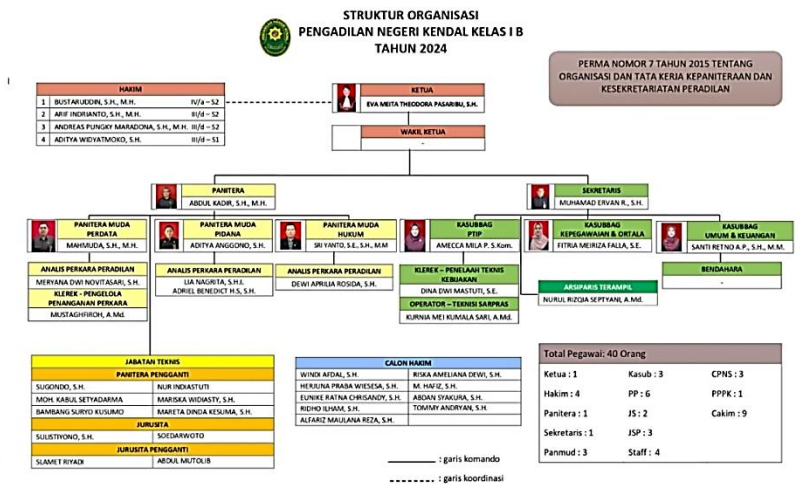 STRUKTUR ORGANISASI
PENGADILAN NEGERI KENDAL KELAS I B
TAHUN 2024
PERMA NOMOR 7 TAHUN 2015 TENTANG
ORGANISASI DAN TATA KERJA KEPANITERAAN DAN
KESEKRETARIATAN PERADILAN
HAKIM
1 BUSTARUDDIN, S.H., M.H. IV/a – S2
2 ARIF INDRIANTO, S.H., M.H. III/d – S2
3 ANDREAS PUNGKY MARADONA, S.H., M.H. III/d – S2
4 ADITYA WIDYATMOKO, S.H. III/d – S1
KETUA
EVA MEITA THEODORA PASARIBU, S.H.
WAKIL KETUA
-
PANITERA
ABDUL KADIR, S.H., M.H.
SEKRETARIS
MUHAMAD ERVAN R., S.H.
PANITERA MUDA
PERDATA
MAHMUDA, S.H., M.H.
PANITERA MUDA
PIDANA
ADITYA ANGGONO, S.H.
PANITERA MUDA
HUKUM
SRI YANTO, S.E., S.H., M.M
KASUBBAG
PTIP
AMECCA MILA P. S.Kom.
KASUBBAG
KEPEGAWAIAN & ORTALA
FITRIA MEIRIZA FALLA, S.E.
KASUBBAG
UMUM & KEUANGAN
SANTI RETNO A.P., S.H., M.M.
ANALIS PERKARA PERADILAN
MERYANA DWI NOVITASARI, S.H.
KLEREK - PENGELOLA
PENANGANAN PERKARA
MUSTAGHFIROH, A.Md.
ANALIS PERKARA PERADILAN
LIA NAGRITA, S.H.I.
ADRIEL BENEDICT H.S, S.H.
ANALIS PERKARA PERADILAN
DEWI APRILIA ROSIDA, S.H.
KLEREK – PENELAAH TEKNIS
KEBIJAKAN
DINA DWI MASTUTI, S.E.
OPERATOR – TEKNISI SARPRAS
KURNIA MEI KUMALA SARI, A.Md.
ARSIPARIS TERAMPIL
NURUL RIZQIA SEPTYANI, A.Md.
BENDAHARA
-
JABATAN TEKNIS
PANITERA PENGGANTI
SUGONDO, S.H. NUR INDIASTUTI
MOH. KABUL SETYADARMA MARISKA WIDIASTY, S.H.
BAMBANG SURYO KUSUMO MARETA DINDA KESUMA, S.H.
JURUSITA
SULISTIYONO, S.H. SOEDARWOTO
JURUSITA PENGGANTI
SLAMET RIYADI ABDUL MUTOLIB
CALON HAKIM
WINDI AFDAL, S.H. RISKA AMELIANA DEWI, S.H.
HERJUNA PRABA WIESESA, S.H. M. HAFIZ, S.H.
EUNIKE RATNA CHRISANDY, S.H. ABDAN SYAKURA, S.H.
RIDHO ILHAM, S.H. TOMMY ANDRYAN, S.H.
ALFARIZ MAULANA REZA, S.H.
Total Pegawai: 40 Orang
Ketua : 1 Kasub : 3 CPNS : 3
Hakim : 4 PP : 6 PPPK : 1
Panitera : 1 JS : 2 Cakim : 9
Sekretaris : 1 JSP : 3
Panmud : 3 Staff : 4
: garis komando
: garis koordinasi